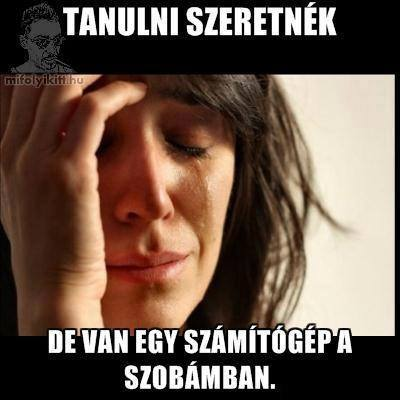 TANULNI SZERETNÉK
mifolyikitt.hu
DE VAN EGY SZÁMÍTÓGÉP A
SZOBÁMBAN.